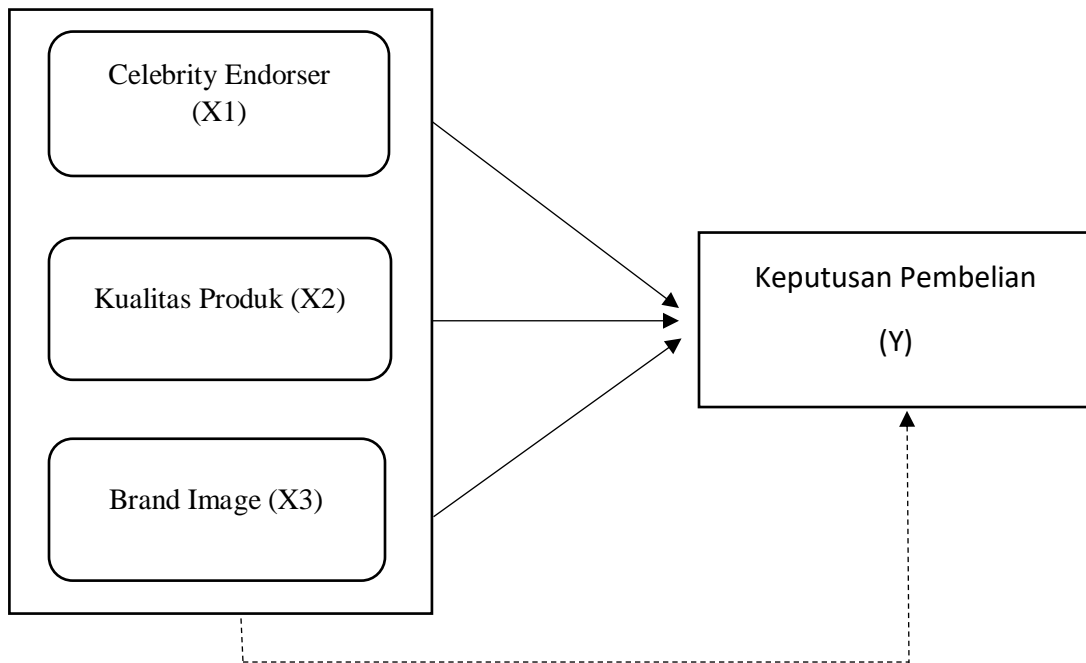 Celebrity Endorser
(X1)
Kualitas Produk (X2)
Brand Image (X3)
Keputusan Pembelian
(Y)